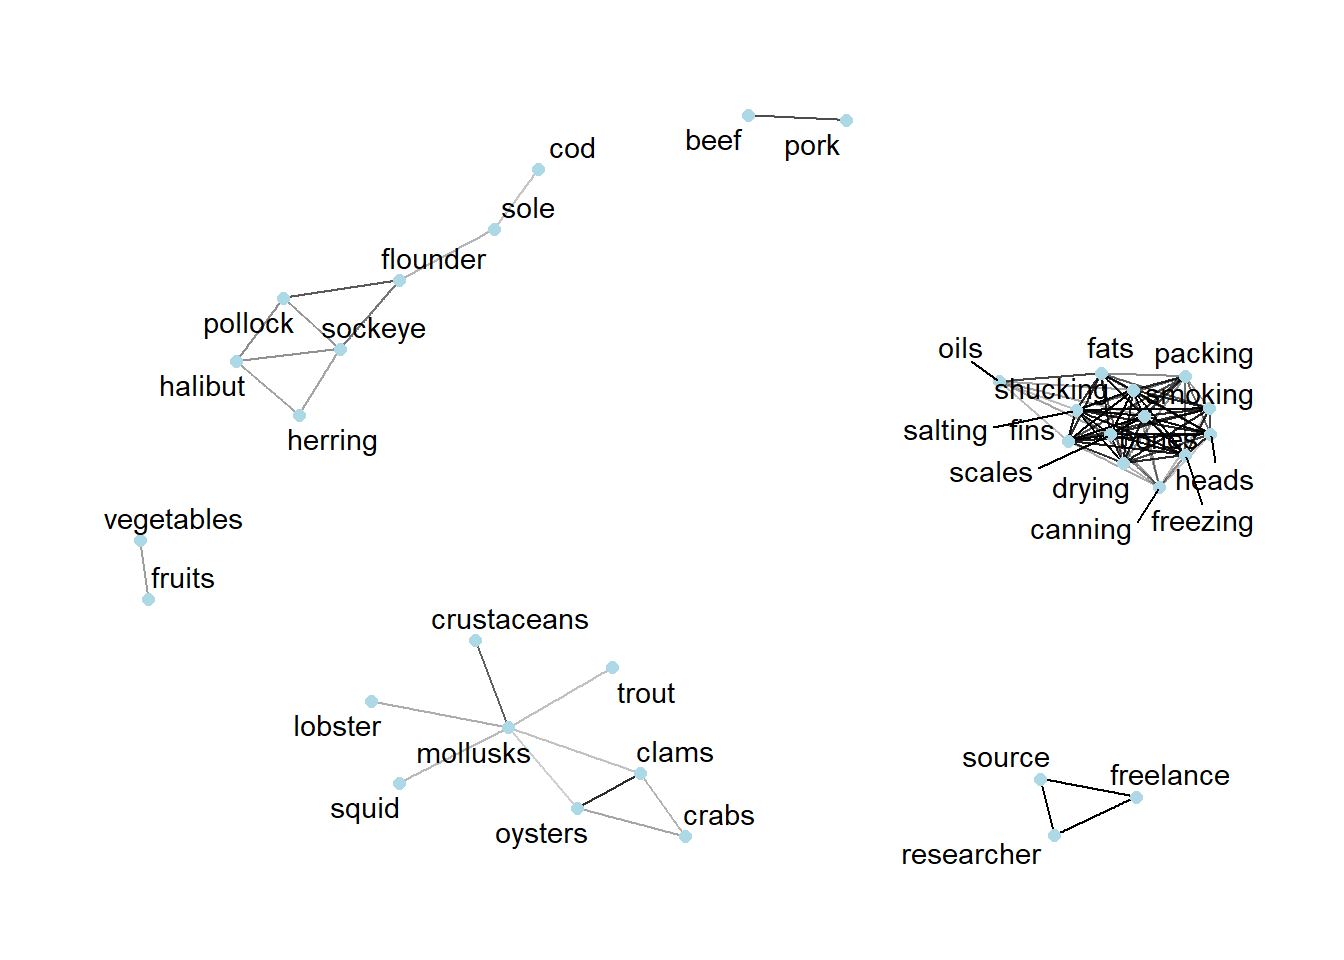 cod
beef
pork
sole
flounder
pollock
sockeye
halibut
herring
oils
fats
packing
shucking
smoking
salting
fins
bones
scales
drying
heads
canning
freezing
vegetables
fruits
crustaceans
trout
lobster
mollusks
clams
squid
oysters
crabs
source
freelance
researcher